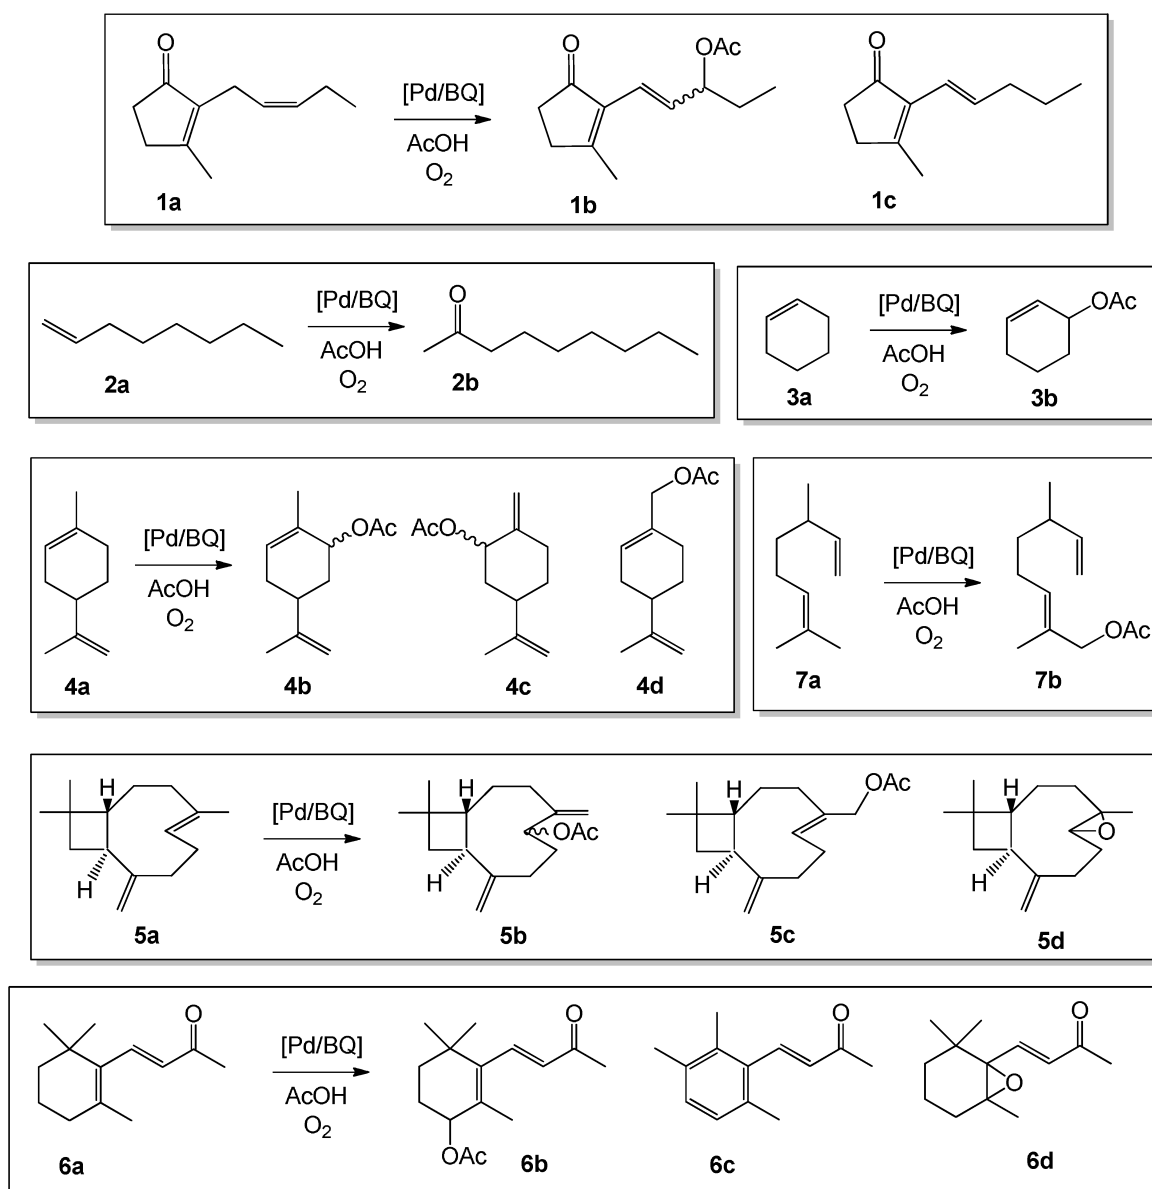 O
O
OAc
O
[Pd/BQ]
AcOH
O2
1a
1b
1c
[Pd/BQ]
O
AcOH
O2
2a
2b
[Pd/BQ]
OAc
AcOH
O2
3a
3b
[Pd/BQ]
OAc
AcO
OAc
AcOH
O2
4a
4b
4c
4d
[Pd/BQ]
AcOH
O2
OAc
7a
7b
H
H
[Pd/BQ]
AcOH
O2
H
OAc
H
H
OAc
H
H
O
H
5a
5b
5c
5d
O
[Pd/BQ]
AcOH
O2
O
OAc
O
O
O
6a
6b
6c
6d